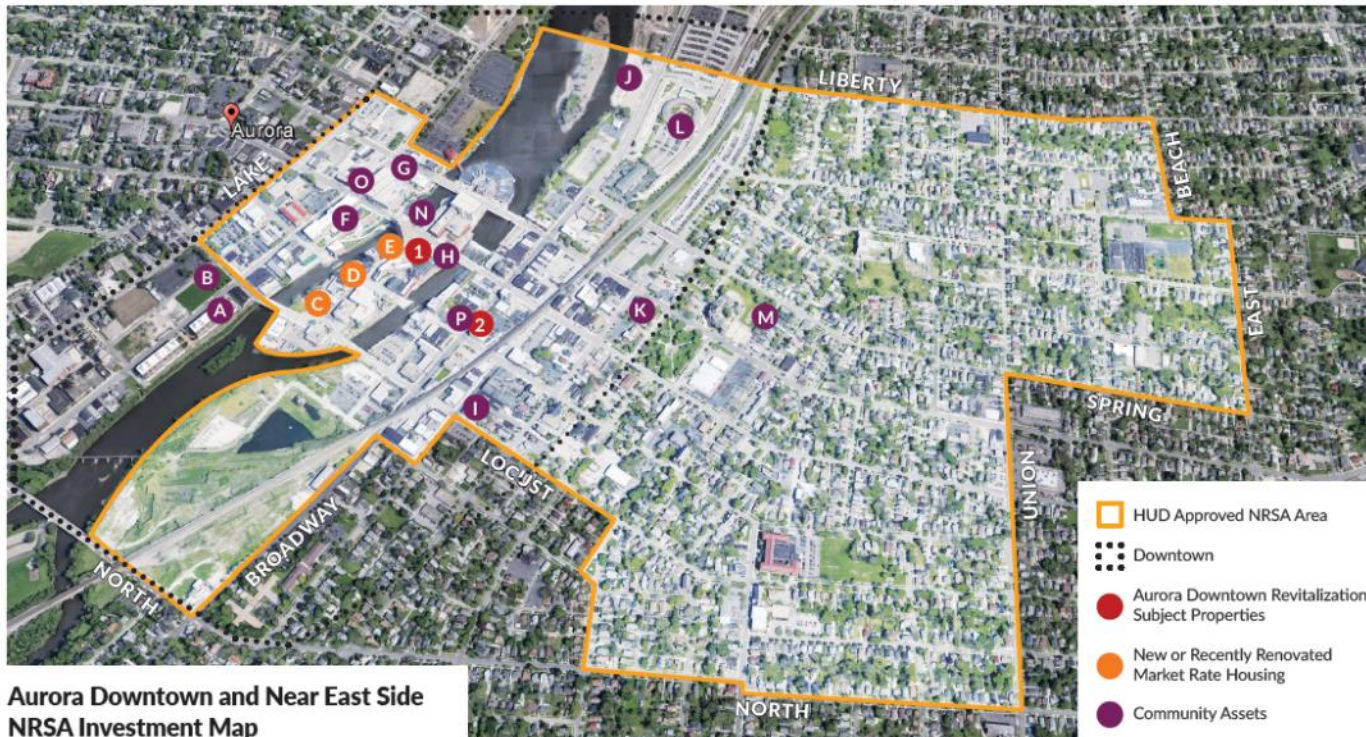 LIBERTY
BEACH
Aurora
LAKE
J
L
G
O
F
N
E
1
H
B
D
A
C
P
2
K
M
EAST
I
SPRING
LOCUST
UNION
BROADWAY
NORTH
NORTH
HUD Approved NRSA Area
Downtown
Aurora Downtown Revitalization
Subject Properties
New or Recently Renovated
Market Rate Housing
Community Assets
Aurora Downtown and Near East Side
NRSA Investment Map